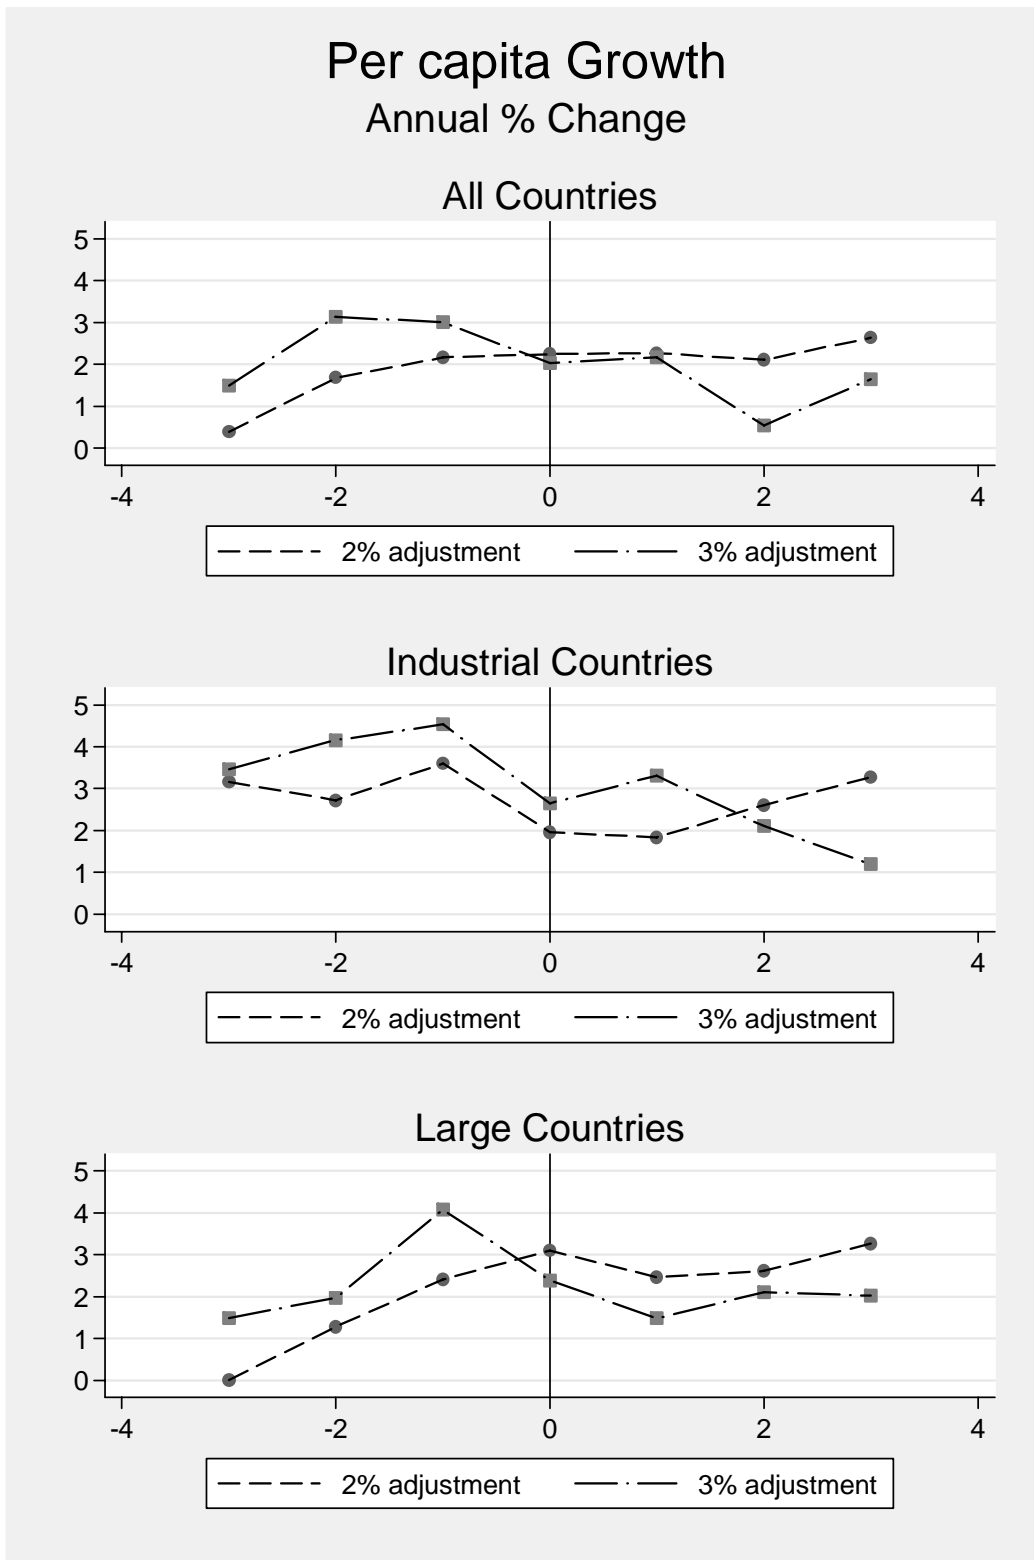 Per capita Growth
Annual % Change
All Countries
5
4
3
2
1
0
-4 -2 0 2 4
2% adjustment 3% adjustment
Industrial Countries
5
4
3
2
1
0
-4 -2 0 2 4
2% adjustment 3% adjustment
Large Countries
5
4
3
2
1
0
-4 -2 0 2 4
2% adjustment 3% adjustment